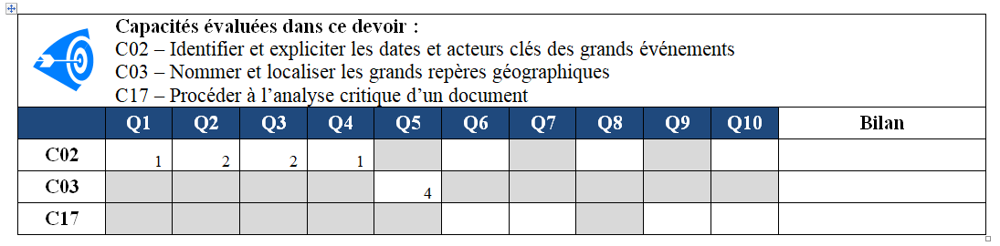 Capacités évaluées dans ce devoir :
C02 – Identifier et expliciter les dates et acteurs clés des grands événements
C03 – Nommer et localiser les grands repères géographiques
C17 – Procéder à l’analyse critique d’un document
Q1 Q2 Q3 Q4 Q5 Q6 Q7 Q8 Q9 Q10 Bilan
C02 1 2 2 1
C03 4
C17